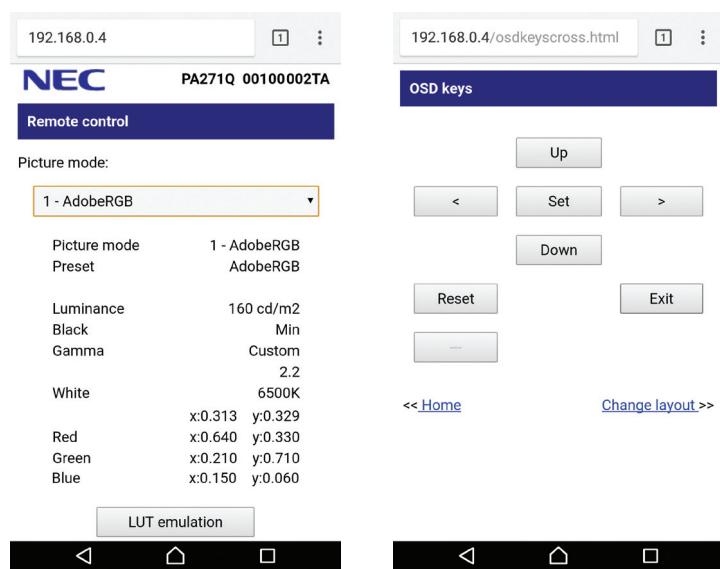 192.168.0.4
1
NEC
PA271Q 00100002TA
Remote control
Picture mode:
1 - AdobeRGB
Picture mode 1 - AdobeRGB
Preset AdobeRGB
Luminance 160 cd/m2
Black Min
Gamma Custom
2.2
White 6500K
x:0.313 y:0.329
Red x:0.640 y:0.330
Green x:0.210 y:0.710
Blue x:0.150 y:0.060
LUT emulation
192.168.0.4/osdkeyscross.html
1
OSD keys
Up
< Set >
Down
Reset Exit
—
<< Home Change layout >>